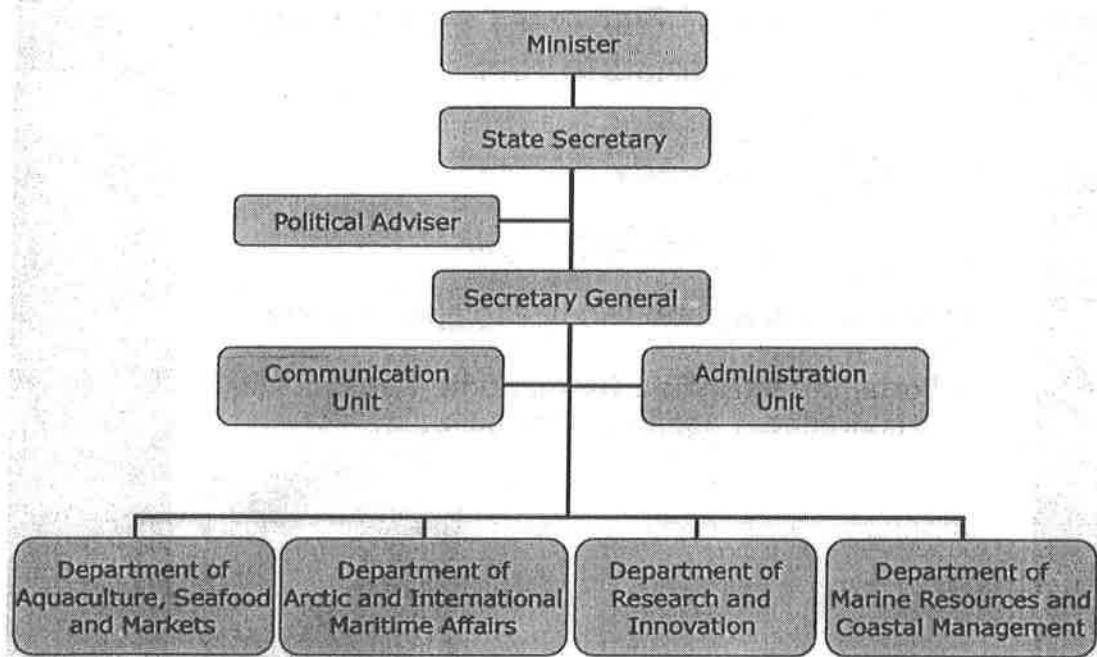 Minister
State Secretary
Political Adviser
Secretary General
Communication
Unit
Administration
Unit
Department of
Aquaculture, Seafood
and Markets
Department of
Arctic and International
Maritime Affairs
Department of
Research and
Innovation
Department of
Marine Resources and
Coastal Management